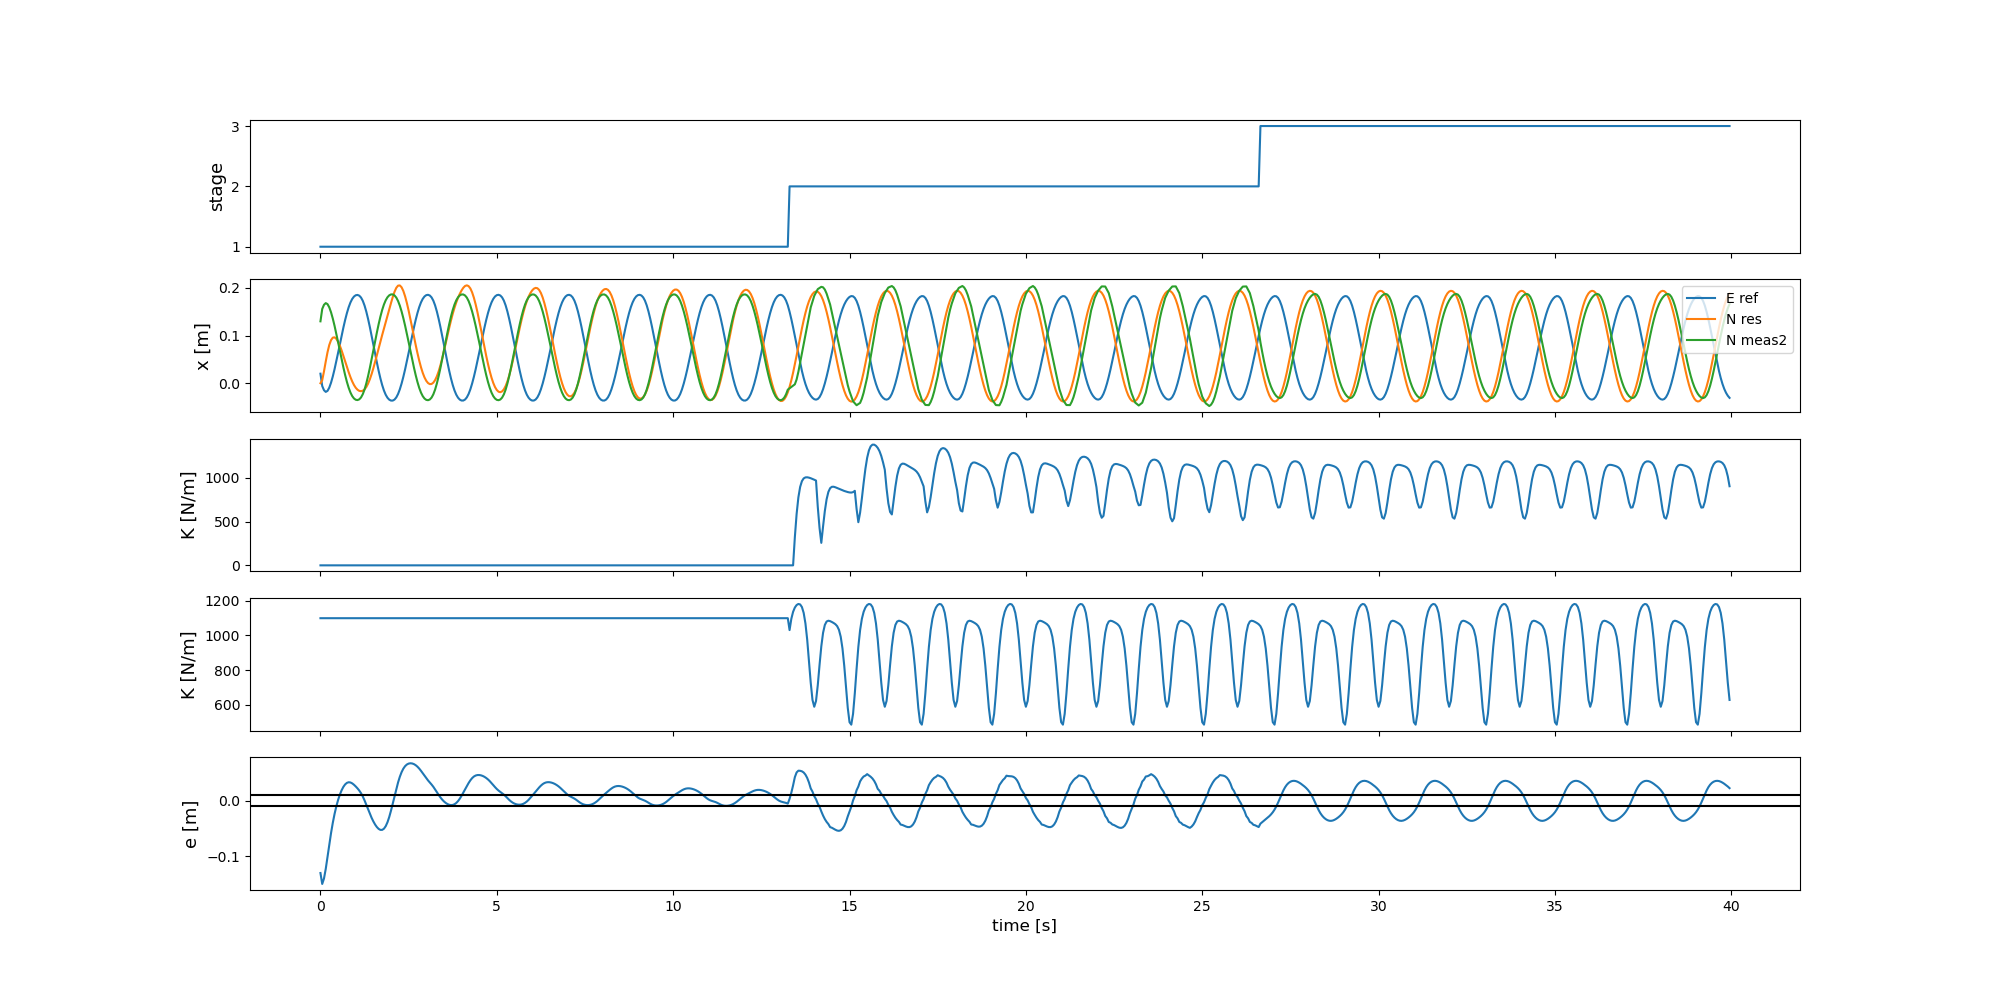 stage
3
2
1
x [m]
0.2
0.1
0.0
E ref
N res
N meas2
K [N/m]
1000
500
0
K [N/m]
1200
1000
800
600
e [m]
0.0
−0.1
0 5 10 15 20 25 30 35 40
time [s]